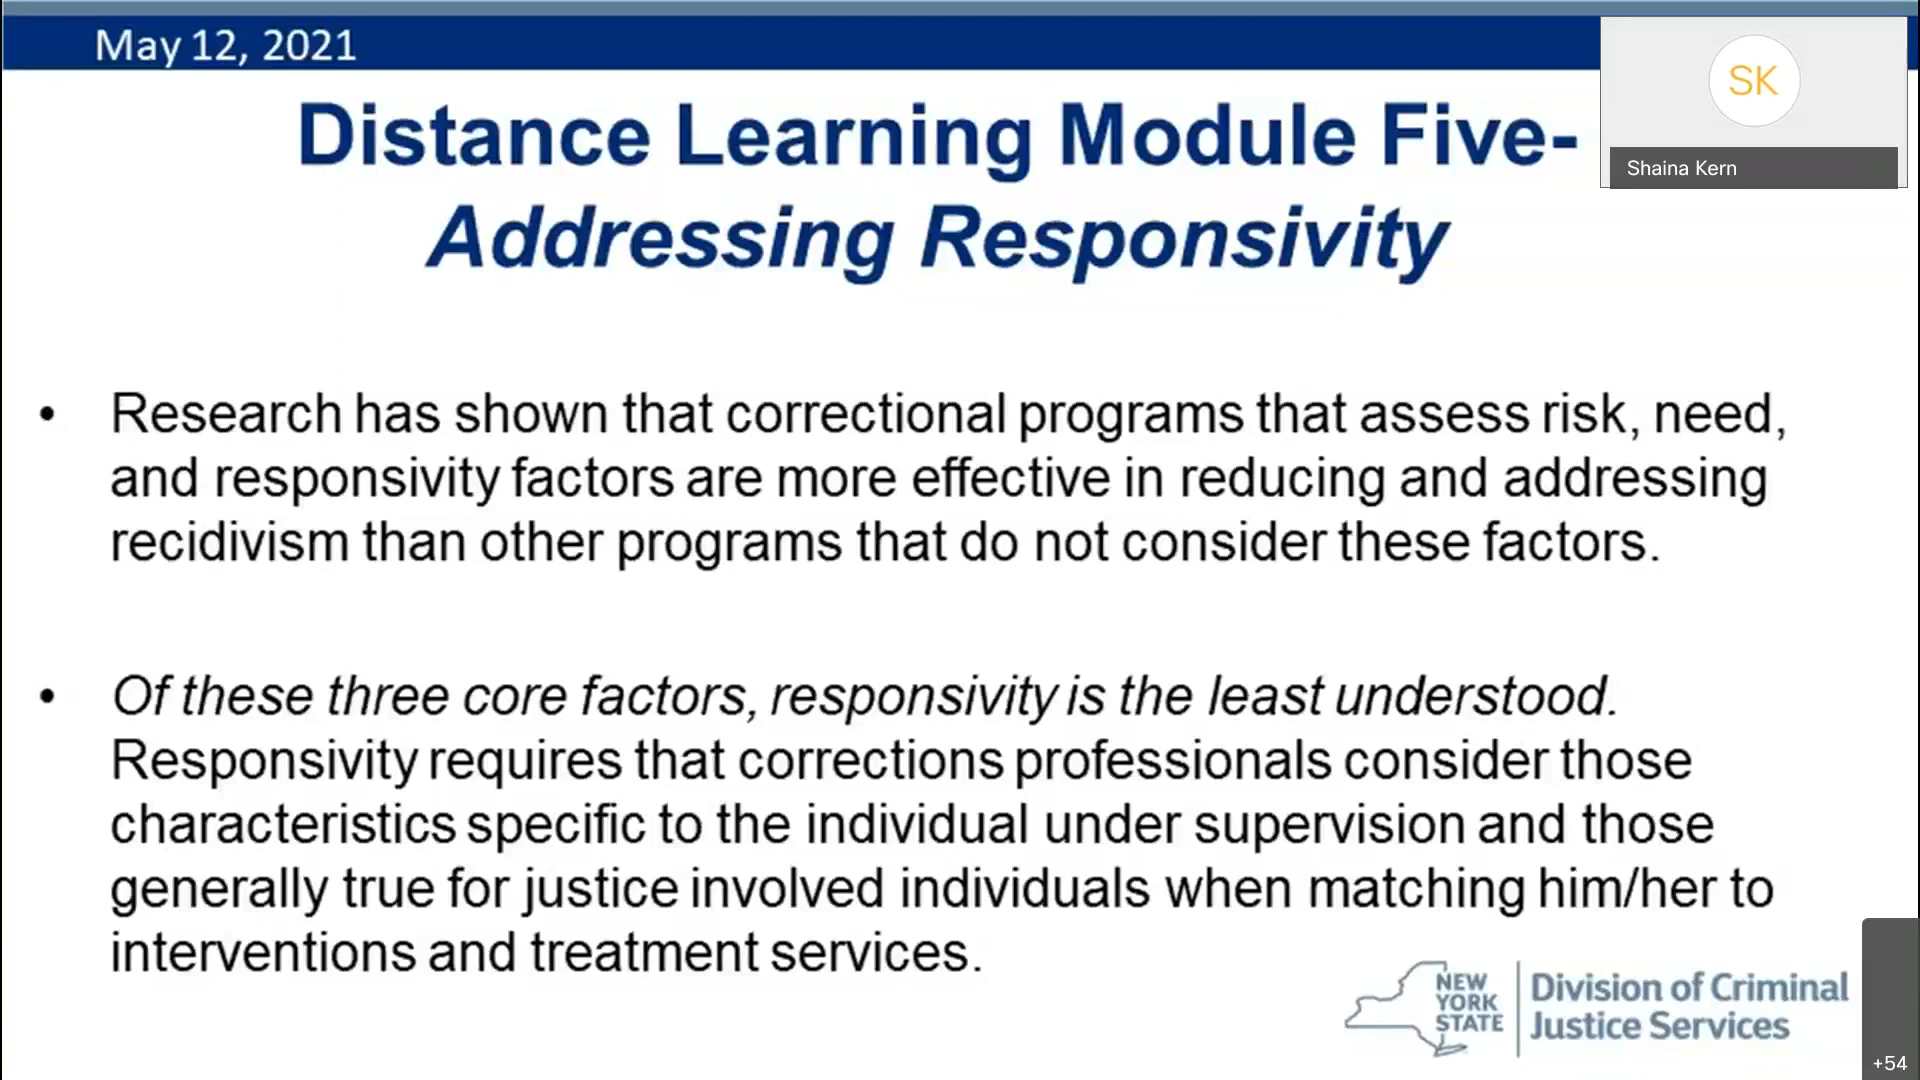 May 12, 2021
SK
Shaina Kern
Distance Learning Module Five-
Addressing Responsivity
• Research has shown that correctional programs that assess risk, need,
and responsivity factors are more effective in reducing and addressing
recidivism than other programs that do not consider these factors.
• Of these three core factors, responsivity is the least understood.
Responsivity requires that corrections professionals consider those
characteristics specific to the individual under supervision and those
generally true for justice involved individuals when matching him/her to
interventions and treatment services.
NEW
YORK
STATE
Division of Criminal
Justice Services
+54